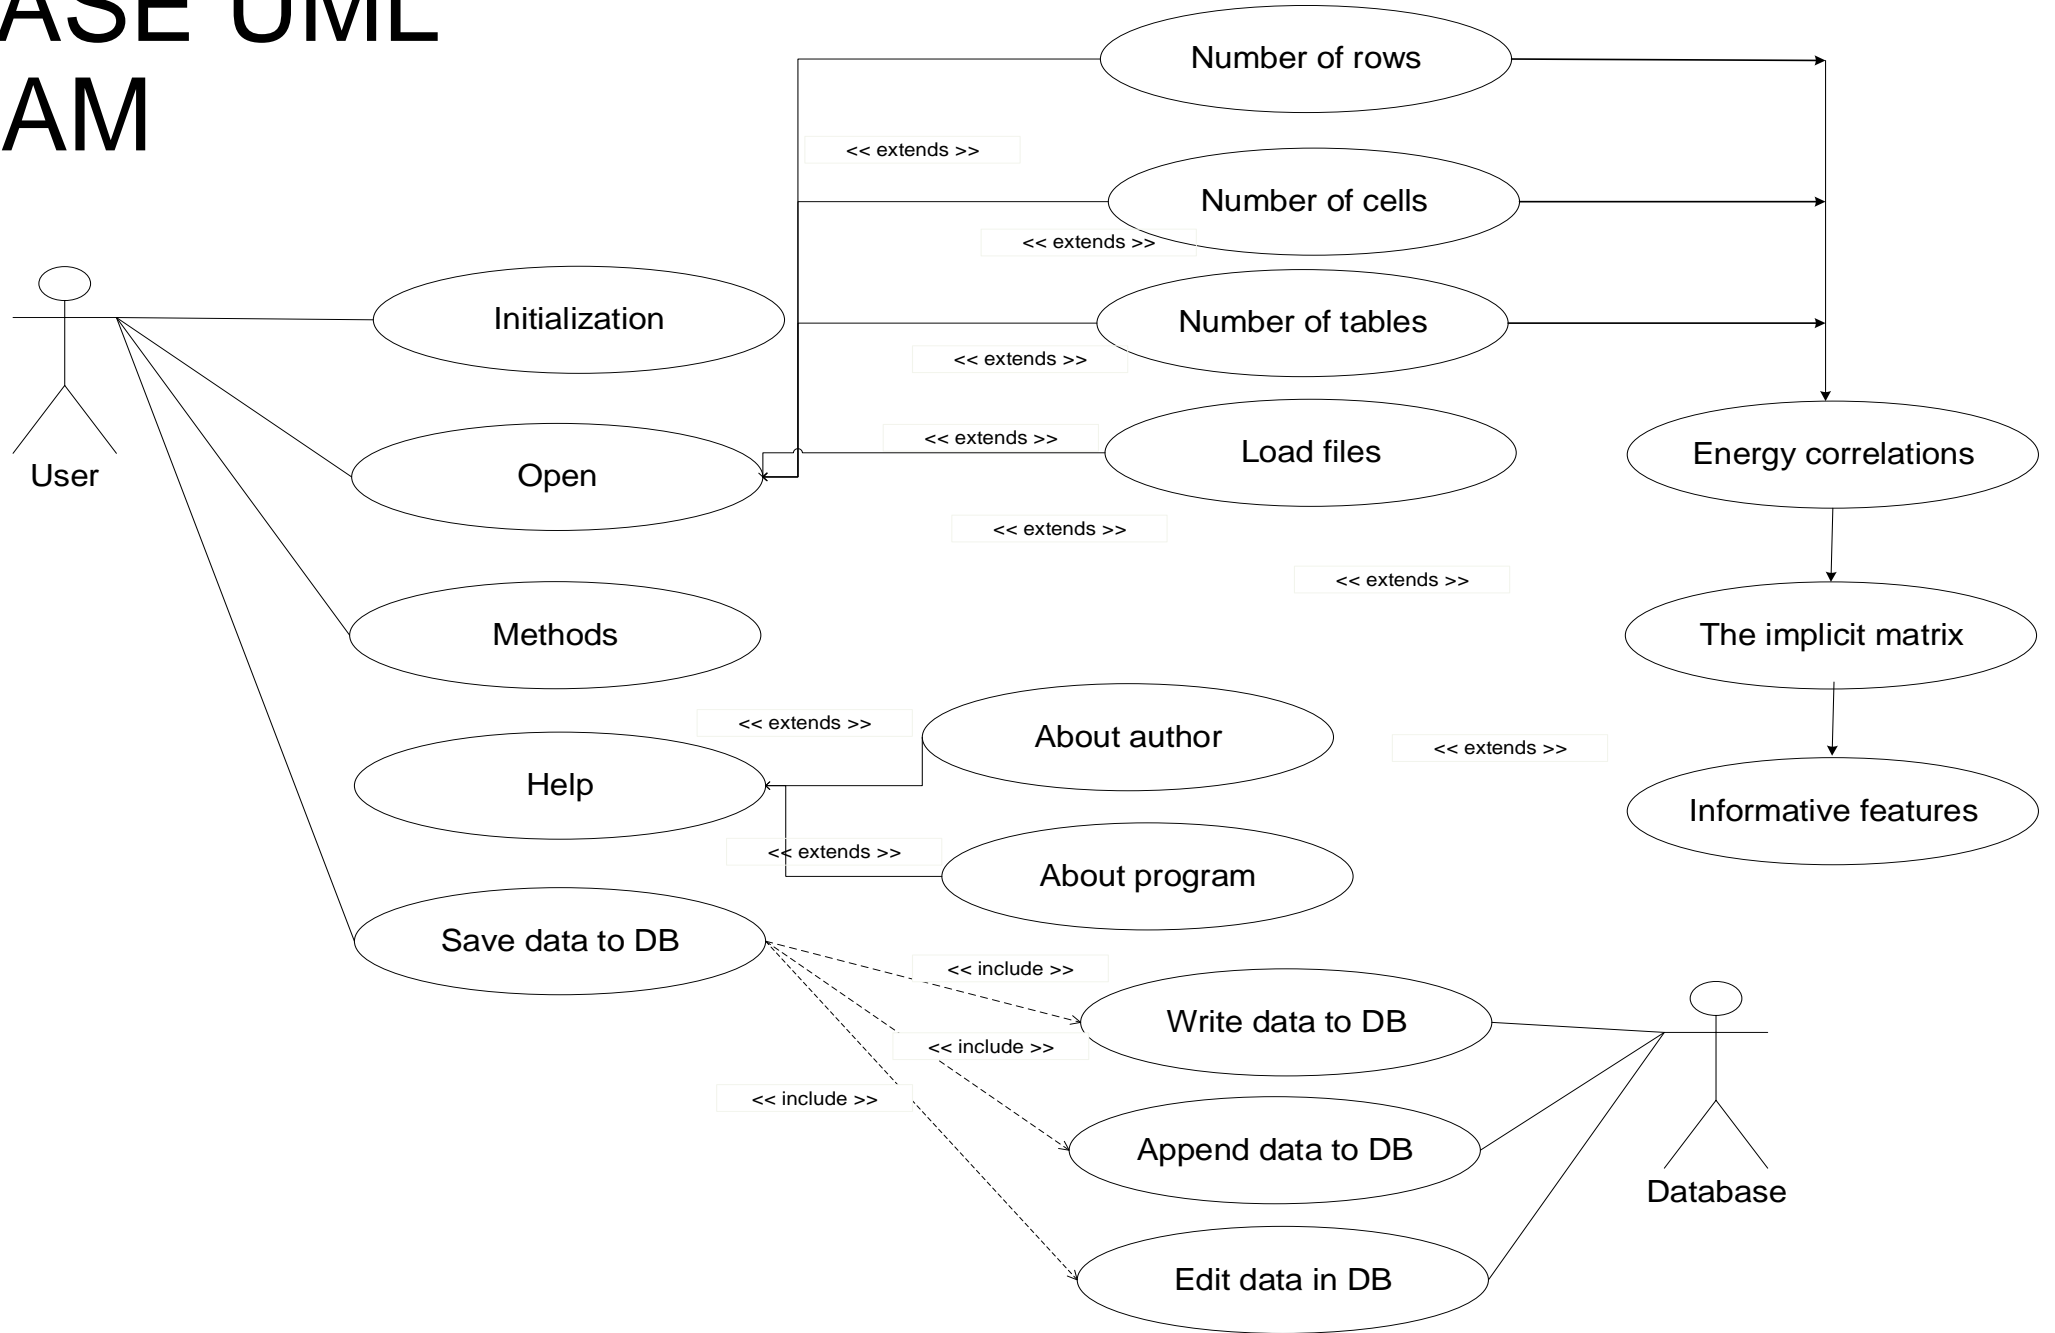 ASE UML
AM
Number of rows
<< extends >>
Number of cells
<< extends >>
Initialization
Number of tables
<< extends >>
<< extends >>
Load files
Energy correlations
User
Open
<< extends >>
<< extends >>
Methods
The implicit matrix
<< extends >>
About author
<< extends >>
Help
Informative features
<< extends >>
About program
Save data to DB
<< include >>
Write data to DB
<< include >>
<< include >>
Append data to DB
Database
Edit data in DB